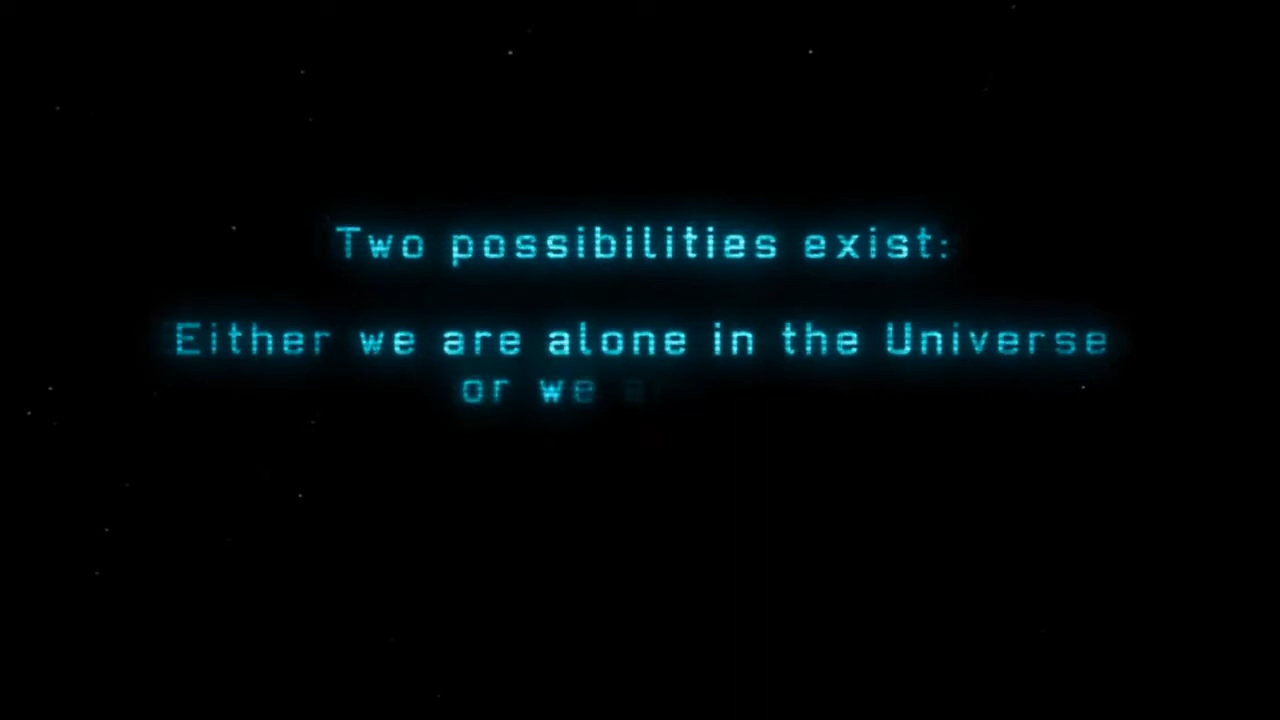 Two possibilities exist:
Either we are alone in the Universe
or we